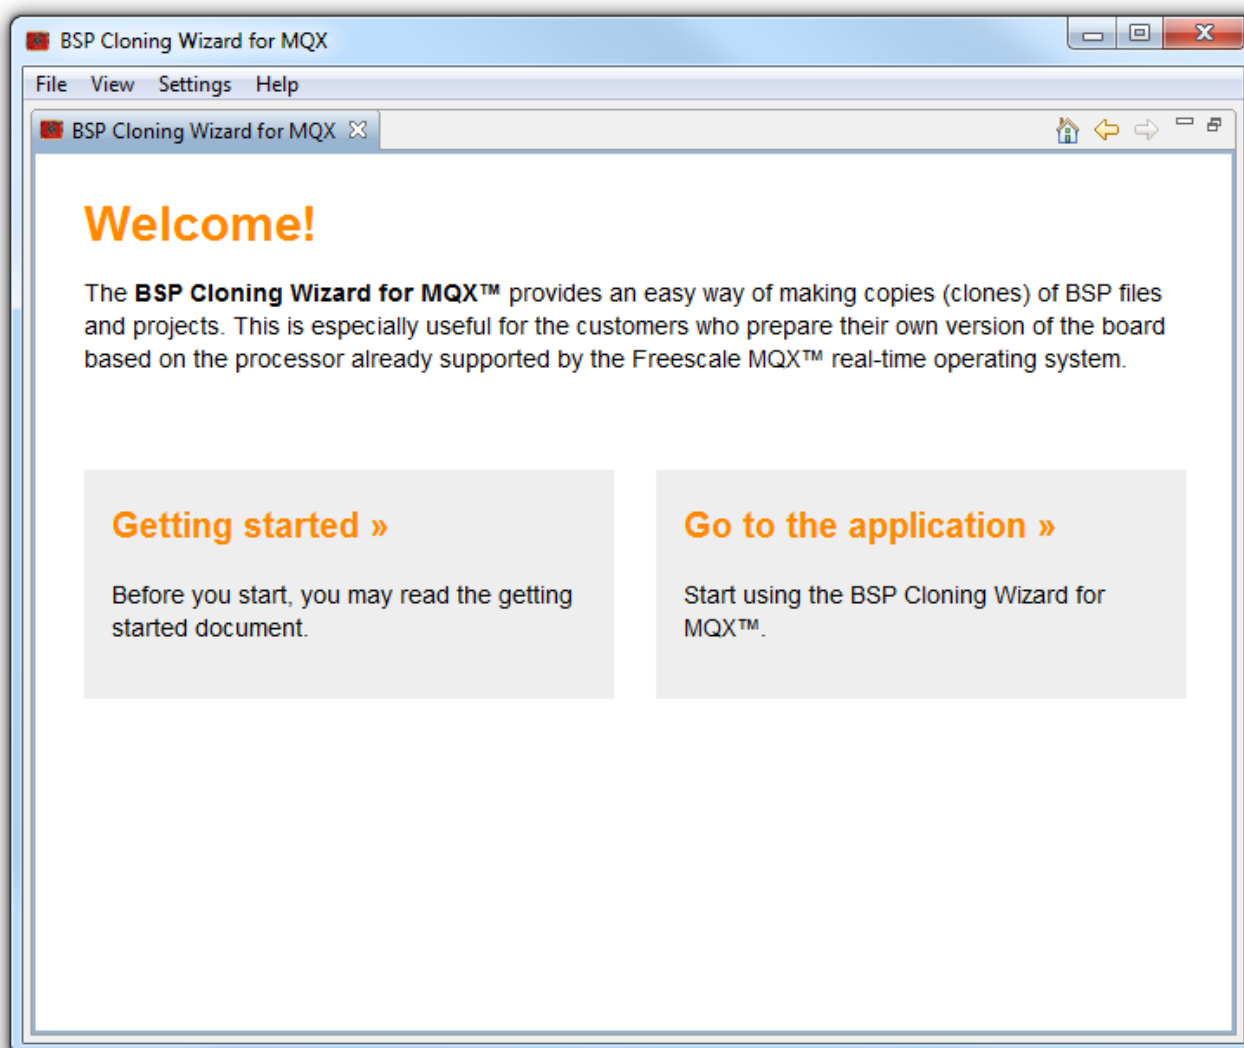 BSP Cloning Wizard for MQX
File View Settings Help
BSP Cloning Wizard for MQX
Welcome!
The BSP Cloning Wizard for MQX™ provides an easy way of making copies (clones) of BSP files
and projects. This is especially useful for the customers who prepare their own version of the board
based on the processor already supported by the Freescale MQX™ real-time operating system.
Getting started »
Before you start, you may read the getting
started document.
Go to the application »
Start using the BSP Cloning Wizard for
MQX™.